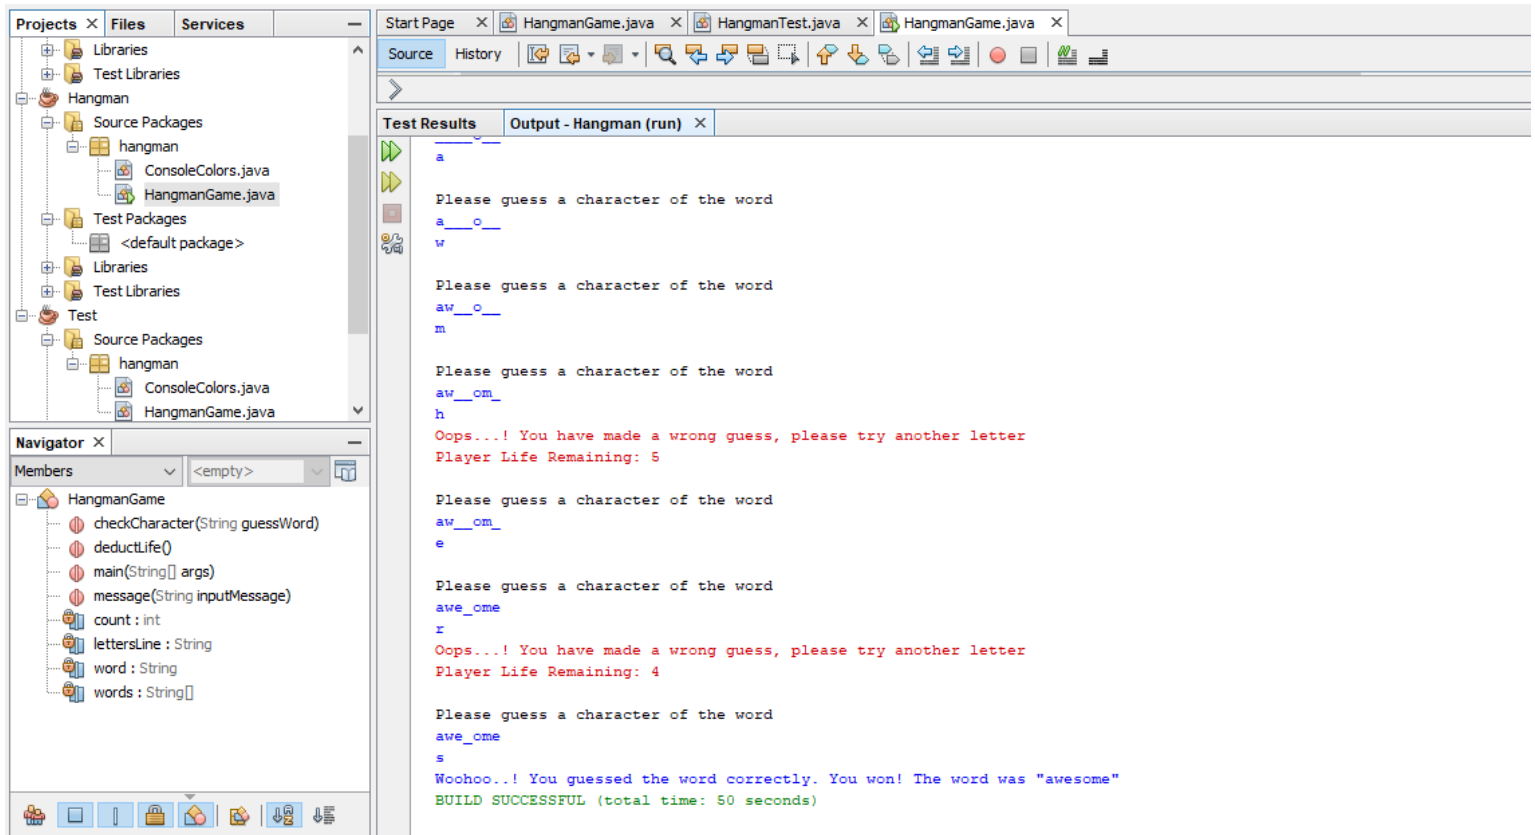 Projects × Files Services
Libraries
Test Libraries
Hangman
Source Packages
hangman
ConsoleColors.java
HangmanGame.java
Test Packages
<default package>
Libraries
Test Libraries
Test
Source Packages
hangman
ConsoleColors.java
HangmanGame.java
Navigator ×
Members <empty>
HangmanGame
checkCharacter(String guessWord)
deductLife()
main(String[] args)
message(String inputMessage)
count : int
lettersLine : String
word : String
words : String[]
Start Page × HangmanGame.java × HangmanTest.java × HangmanGame.java ×
Source History
Test Results Output - Hangman (run) ×
____o__
a
Please guess a character of the word
a___o__
w
Please guess a character of the word
aw__o__
m
Please guess a character of the word
aw__om_
h
Oops...! You have made a wrong guess, please try another letter
Player Life Remaining: 5
Please guess a character of the word
aw__om_
e
Please guess a character of the word
awe_ome
r
Oops...! You have made a wrong guess, please try another letter
Player Life Remaining: 4
Please guess a character of the word
awe_ome
s
Woohoo..! You guessed the word correctly. You won! The word was "awesome"
BUILD SUCCESSFUL (total time: 50 seconds)